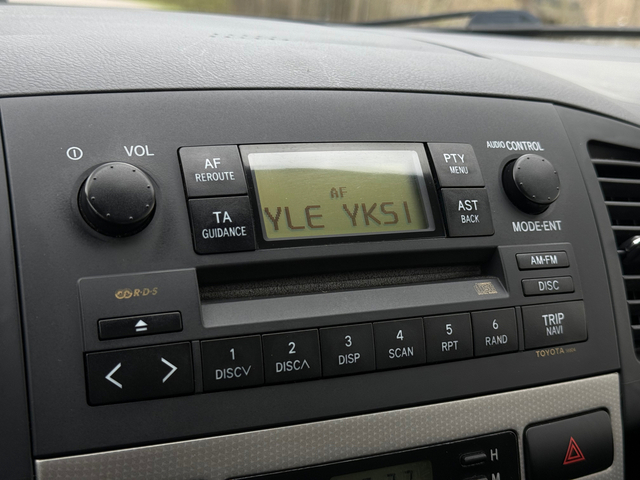 VOL
AF
REROUTE
TA
GUIDANCE
AF
YLE YKSI
PTY
MENU
AST
BACK
AUDIO CONTROL
MODE·ENT
R·D·S
AM·FM
DISC
TRIP
NAVI
TOYOTA
1
DISC∨
2
DISC∧
3
DISP
4
SCAN
5
RPT
6
RAND
H
M